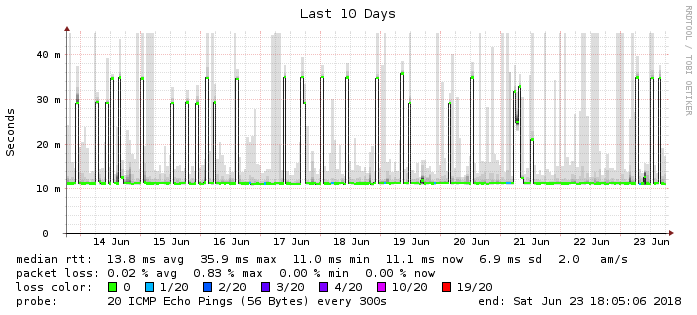 Last 10 Days
RRDTOOL / TOBI OETIKER
Seconds
40 m
30 m
20 m
10 m
0
14 Jun 15 Jun 16 Jun 17 Jun 18 Jun 19 Jun 20 Jun 21 Jun 22 Jun 23 Jun
median rtt: 13.8 ms avg 35.9 ms max 11.0 ms min 11.1 ms now 6.9 ms sd 2.0 am/s
packet loss: 0.02 % avg 0.83 % max 0.00 % min 0.00 % now
loss color: 0 1/20 2/20 3/20 4/20 10/20 19/20
probe: 20 ICMP Echo Pings (56 Bytes) every 300s end: Sat Jun 23 18:05:06 2018